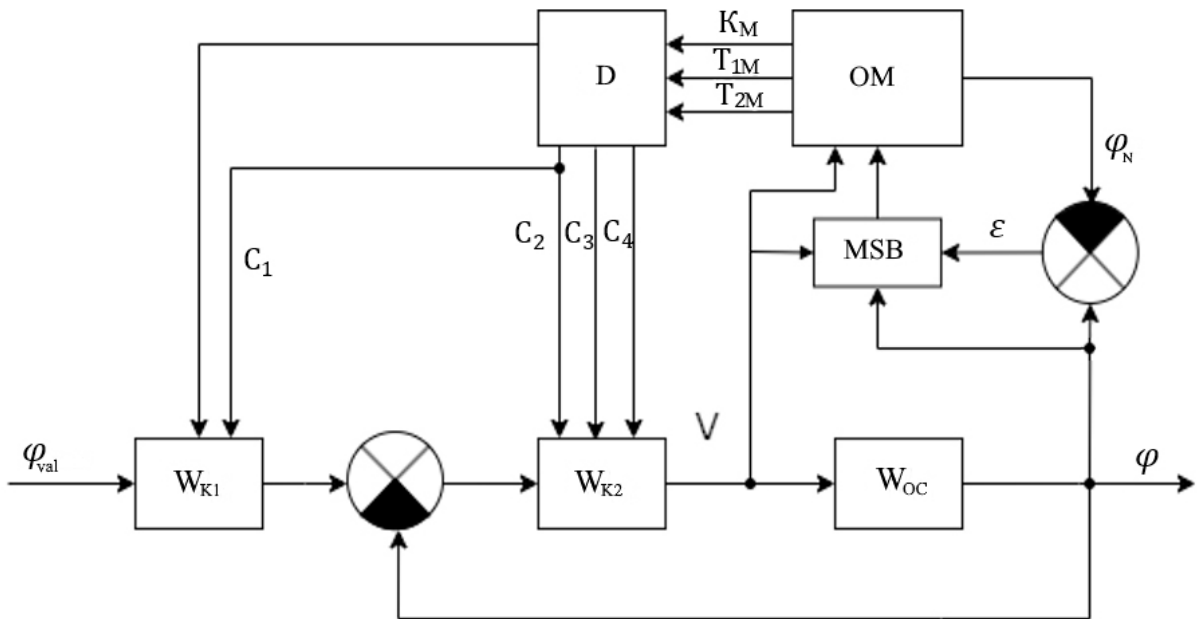 K_M
D
T_1M
OM
T_2M
φ_N
C_1
C_2
C_3
C_4
MSB
ε
V
φ_val
W_K1
W_K2
W_OC
φ